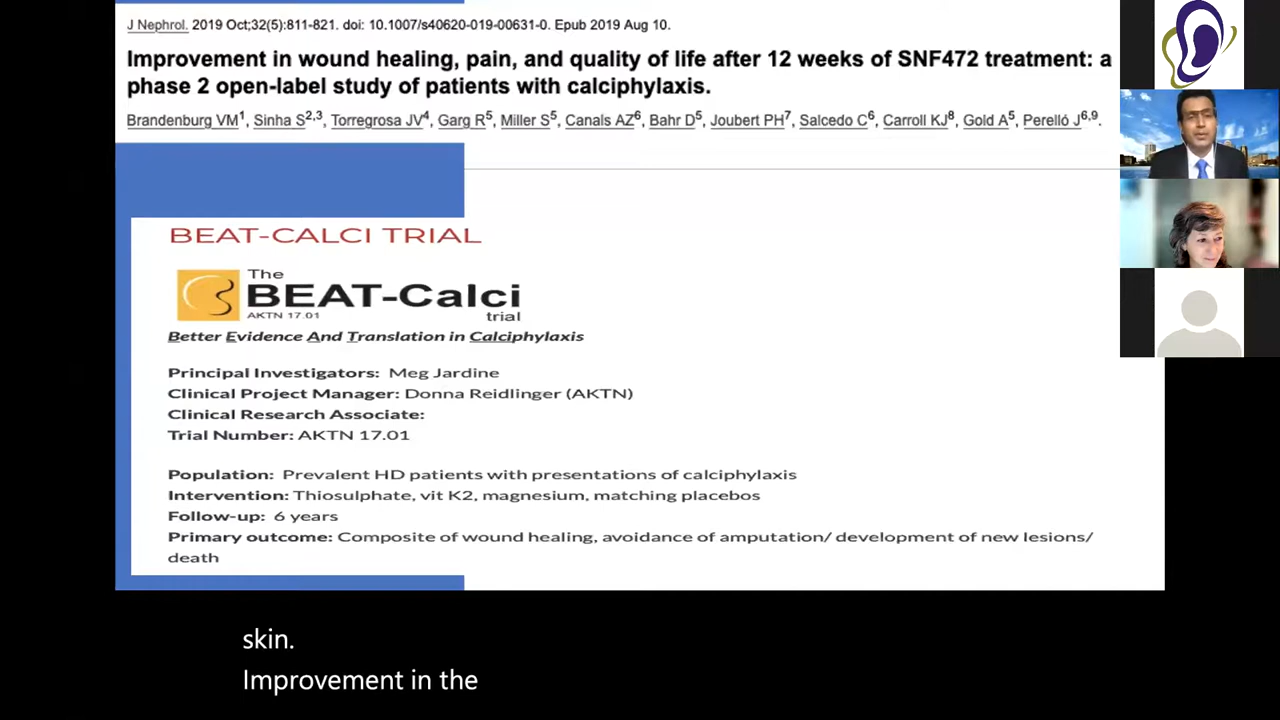 J Nephrol. 2019 Oct;32(5):811-821. doi: 10.1007/s40620-019-00631-0. Epub 2019 Aug 10.
Improvement in wound healing, pain, and quality of life after 12 weeks of SNF472 treatment: a
phase 2 open-label study of patients with calciphylaxis.
Brandenburg VM1, Sinha S2,3, Torregrosa JV4, Garg R5, Miller S5, Canals AZ6, Bahr D5, Joubert PH7, Salcedo C6, Carroll KJ8, Gold A5, Perelló J6,9.
BEAT-CALCI TRIAL
The
BEAT-Calci
AKTN 17.01 trial
Better Evidence And Translation in Calciphylaxis
Principal Investigators: Meg Jardine
Clinical Project Manager: Donna Reidlinger (AKTN)
Clinical Research Associate:
Trial Number: AKTN 17.01
Population: Prevalent HD patients with presentations of calciphylaxis
Intervention: Thiosulphate, vit K2, magnesium, matching placebos
Follow-up: 6 years
Primary outcome: Composite of wound healing, avoidance of amputation/ development of new lesions/
death
skin.
Improvement in the